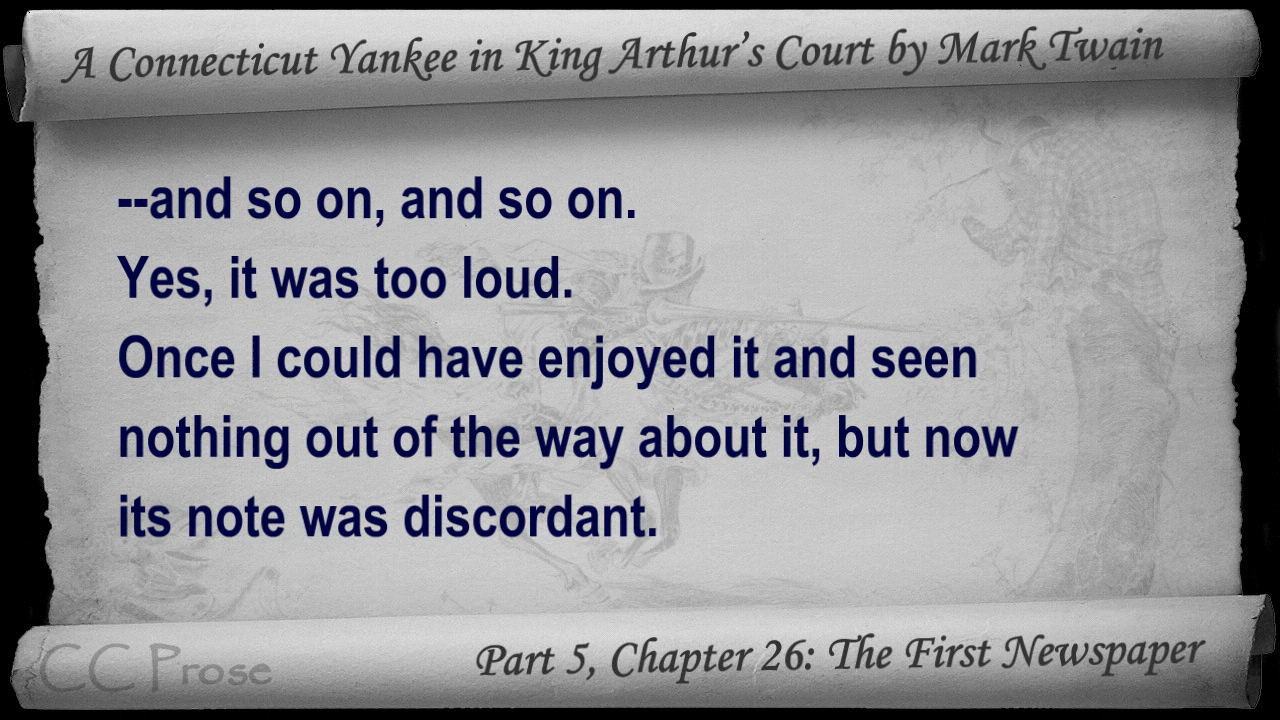 A Connecticut Yankee in King Arthur's Court by Mark Twain
--and so on, and so on.
Yes, it was too loud.
Once I could have enjoyed it and seen
nothing out of the way about it, but now
its note was discordant.
CC Prose
Part 5, Chapter 26: The First Newspaper